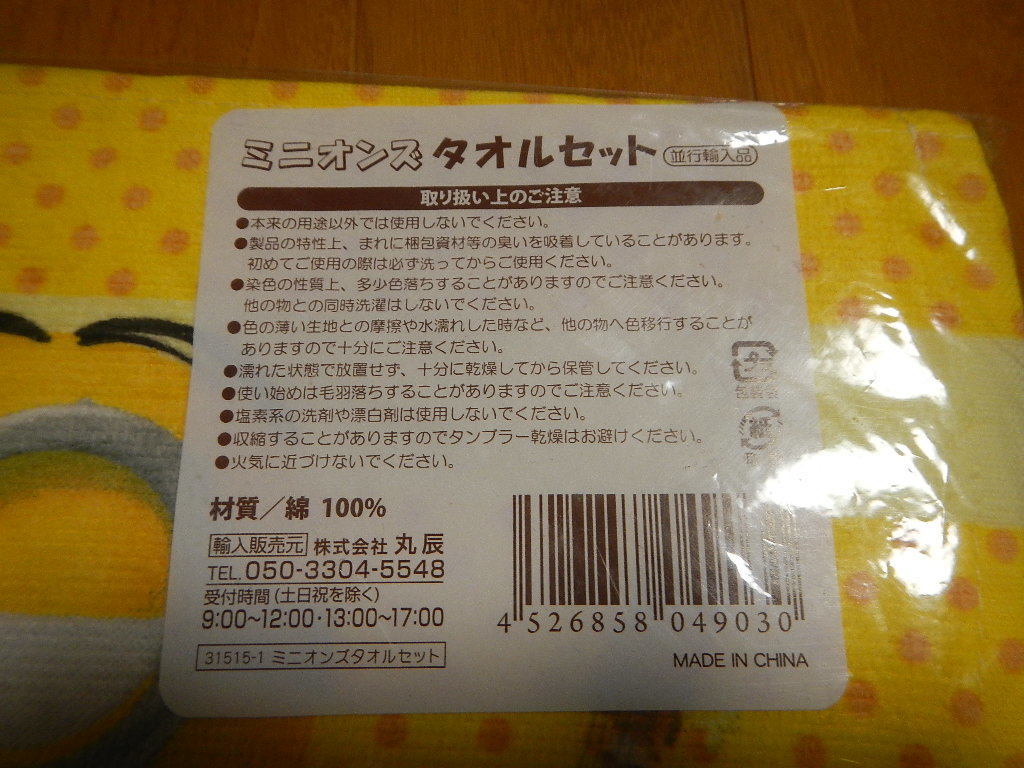 ミニオンズ タオルセット 並行輸入品
取り扱い上のご注意
●本来の用途以外では使用しないでください。
●製品の特性上、まれに梱包資材等の臭いを吸着していることがあります。
初めてご使用の際は必ず洗ってからご使用ください。
●染色の性質上、多少色落ちすることがありますのでご注意ください。
他の物との同時洗濯はしないでください。
●色の薄い生地との摩擦や水濡れした時など、他の物へ色移行することが
ありますので十分にご注意ください。
●濡れた状態で放置せず、十分に乾燥してから保管してください。
●使い始めは毛羽落ちすることがありますのでご注意ください。
●塩素系の洗剤や漂白剤は使用しないでください。
●収縮することがありますのでタンブラー乾燥はお避けください。
●火気に近づけないでください。
プラ
紙
材質／綿 100%
輸入販売元 株式会社 丸辰
TEL.050-3304-5548
受付時間(土日祝を除く)
9:00~12:00・13:00~17:00
31515-1 ミニオンズタオルセット
4 526858 049030
MADE IN CHINA